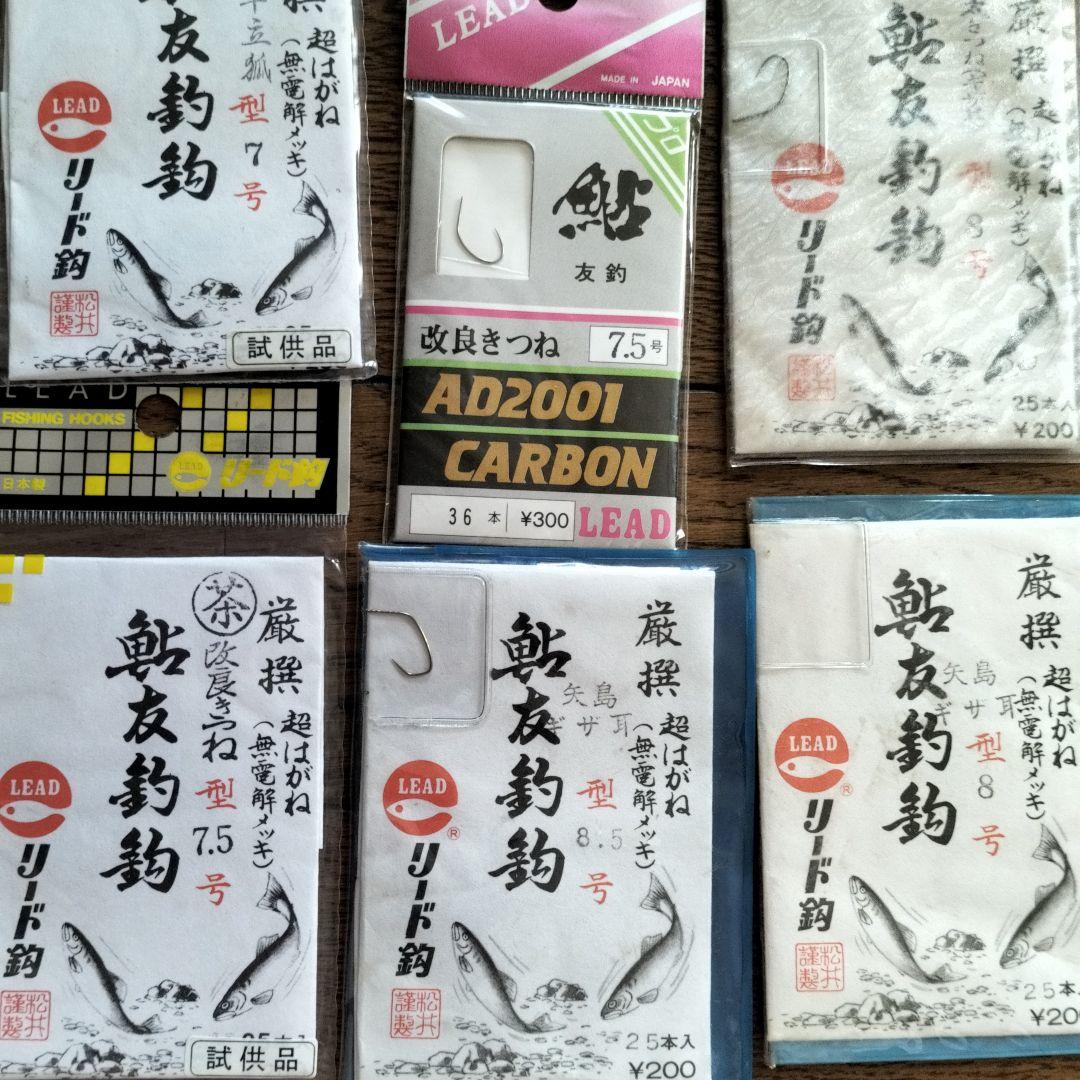 撰
超はがね
(無電解メッキ)
立狐
型
7
号
友釣鈎
LEAD
リード鈎
松井謹製
試供品
LEAD
MADE IN JAPAN
プロ
鮎
友釣
改良きつね
7.5号
AD2001
CARBON
36本
¥300
LEAD
厳撰
超はがね
(無電解メッキ)
型
8
号
鮎友釣鈎
リード鈎
松井謹製
25本入
¥200
LEAD
FISHING HOOKS
日本製
LEAD
リード鈎
厳撰
超はがね
(無電解メッキ)
茶
改良きつね
型
7.5
号
鮎友釣鈎
LEAD
リード鈎
松井謹製
試供品
厳撰
超はがね
(無電解メッキ)
矢島
ギザ耳
型
8.5
号
鮎友釣鈎
LEAD
®
リード鈎
松井謹製
25本入
¥200
厳撰
超はがね
(無電解メッキ)
矢島
ギザ耳
型
8
号
鮎友釣鈎
LEAD
®
リード鈎
松井謹製
25本入